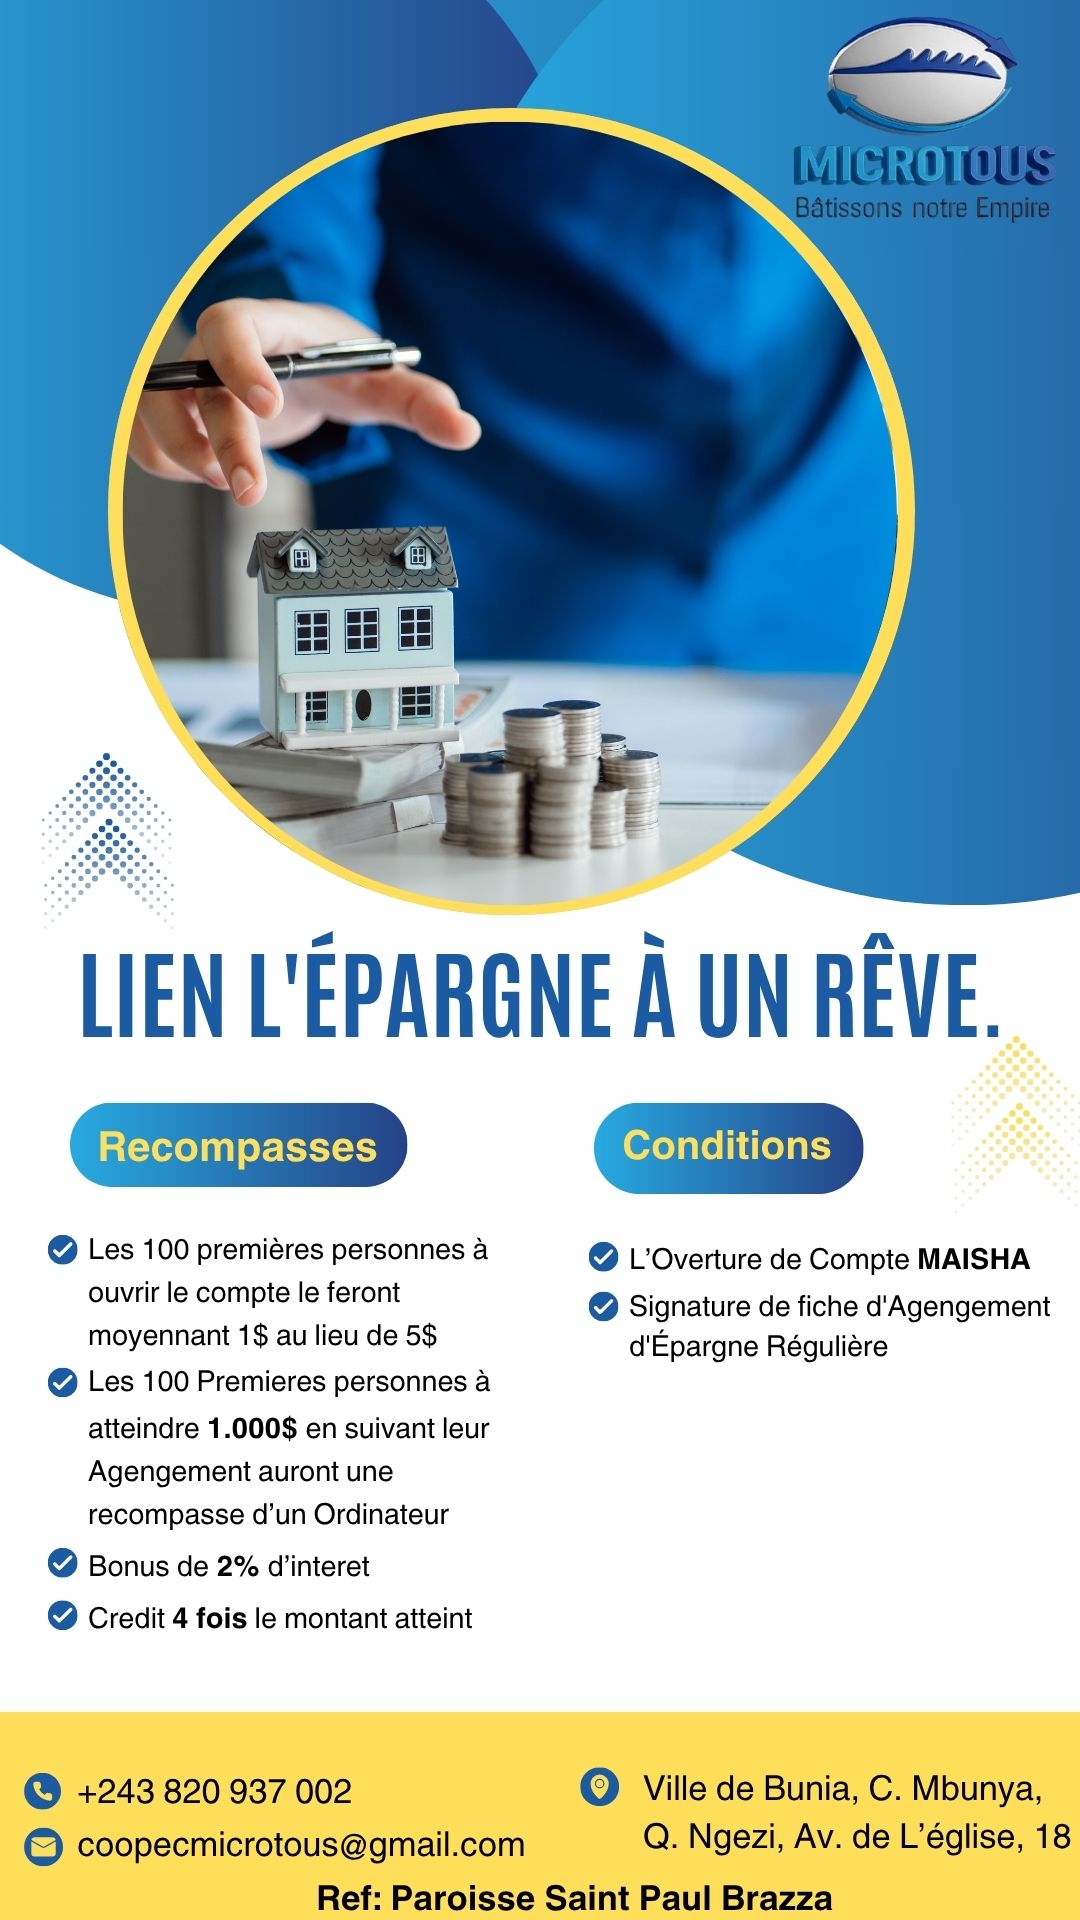 MICROTOUS
Bâtissons notre Empire
LIEN L'ÉPARGNE À UN RÊVE.
Recompasses
Les 100 premières personnes à
ouvrir le compte le feront
moyennant 1$ au lieu de 5$
Les 100 Premieres personnes à
atteindre 1.000$ en suivant leur
Agengement auront une
recompasse d’un Ordinateur
Bonus de 2% d’interet
Credit 4 fois le montant atteint
Conditions
L’Overture de Compte MAISHA
Signature de fiche d'Agengement
d'Épargne Régulière
+243 820 937 002
coopecmicrotous@gmail.com
Ville de Bunia, C. Mbunya,
Q. Ngezi, Av. de L’église, 18
Ref: Paroisse Saint Paul Brazza